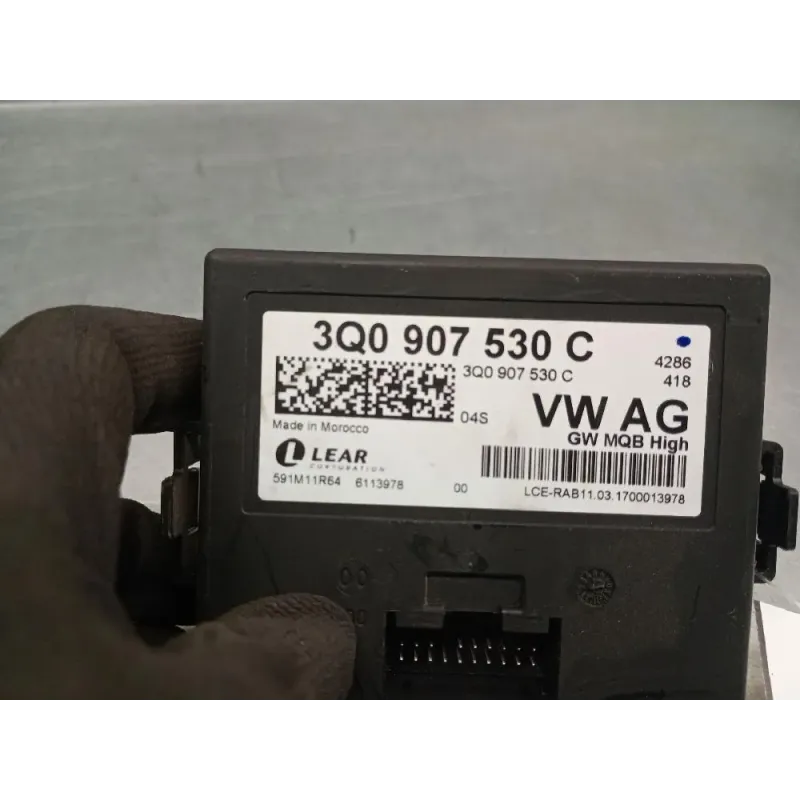 3Q0 907 530 C
4286
418
3Q0 907 530 C
04S
VW AG
GW MQB High
Made in Morocco
LEAR
CORPORATION
591M11R64 6113978 00
LCE-RAB11.03.1700013978
00